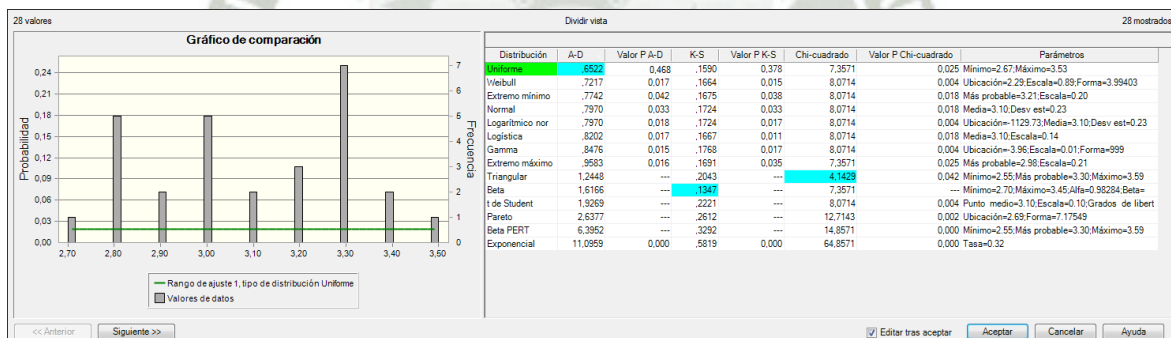 28 valores
Dividir vista
28 mostrados
Gráfico de comparación
Probabilidad
0,24
0,21
0,18
0,15
0,12
0,09
0,06
0,03
0,00
7
6
5
4
3
2
1
0
Frecuencia
2,70 2,80 2,90 3,00 3,10 3,20 3,30 3,40 3,50
Rango de ajuste 1, tipo de distribución Uniforme
Valores de datos
Distribución A-D Valor P A-D K-S Valor P K-S Chi-cuadrado Valor P Chi-cuadrado Parámetros
Uniforme ,6522 0,468 ,1590 0,378 7,3571 0,025 Mínimo=2.67;Máximo=3.53
Weibull ,7217 0,017 ,1664 0,015 8,0714 0,004 Ubicación=2.29;Escala=0.89;Forma=3.99403
Extremo mínimo ,7742 0,042 ,1675 0,038 8,0714 0,018 Más probable=3.21;Escala=0.20
Normal ,7970 0,033 ,1724 0,033 8,0714 0,018 Media=3.10;Desv est=0.23
Logarítmico nor ,7970 0,018 ,1724 0,017 8,0714 0,004 Ubicación=-1129.73;Media=3.10;Desv est=0.23
Logística ,8202 0,017 ,1667 0,011 8,0714 0,018 Media=3.10;Escala=0.14
Gamma ,8476 0,015 ,1768 0,017 8,0714 0,004 Ubicación=-3.96;Escala=0.01;Forma=999
Extremo máximo ,9583 0,016 ,1691 0,035 7,3571 0,025 Más probable=2.98;Escala=0.21
Triangular 1,2448 --- ,2043 --- 4,1429 0,042 Mínimo=2.55;Más probable=3.30;Máximo=3.59
Beta 1,6166 --- ,1347 --- 7,3571 --- Mínimo=2.70;Máximo=3.45;Alfa=0.98284;Beta=
t de Student 1,9269 --- ,2221 --- 8,0714 0,004 Punto medio=3.10;Escala=0.10;Grados de libert
Pareto 2,6377 --- ,2612 --- 12,7143 0,002 Ubicación=2.69;Forma=7.17549
Beta PERT 6,3952 --- ,3292 --- 14,8571 0,000 Mínimo=2.55;Más probable=3.30;Máximo=3.59
Exponencial 11,0959 0,000 ,5819 0,000 64,8571 0,000 Tasa=0.32
<< Anterior
Siguiente >>
Editar tras aceptar
Aceptar
Cancelar
Ayuda